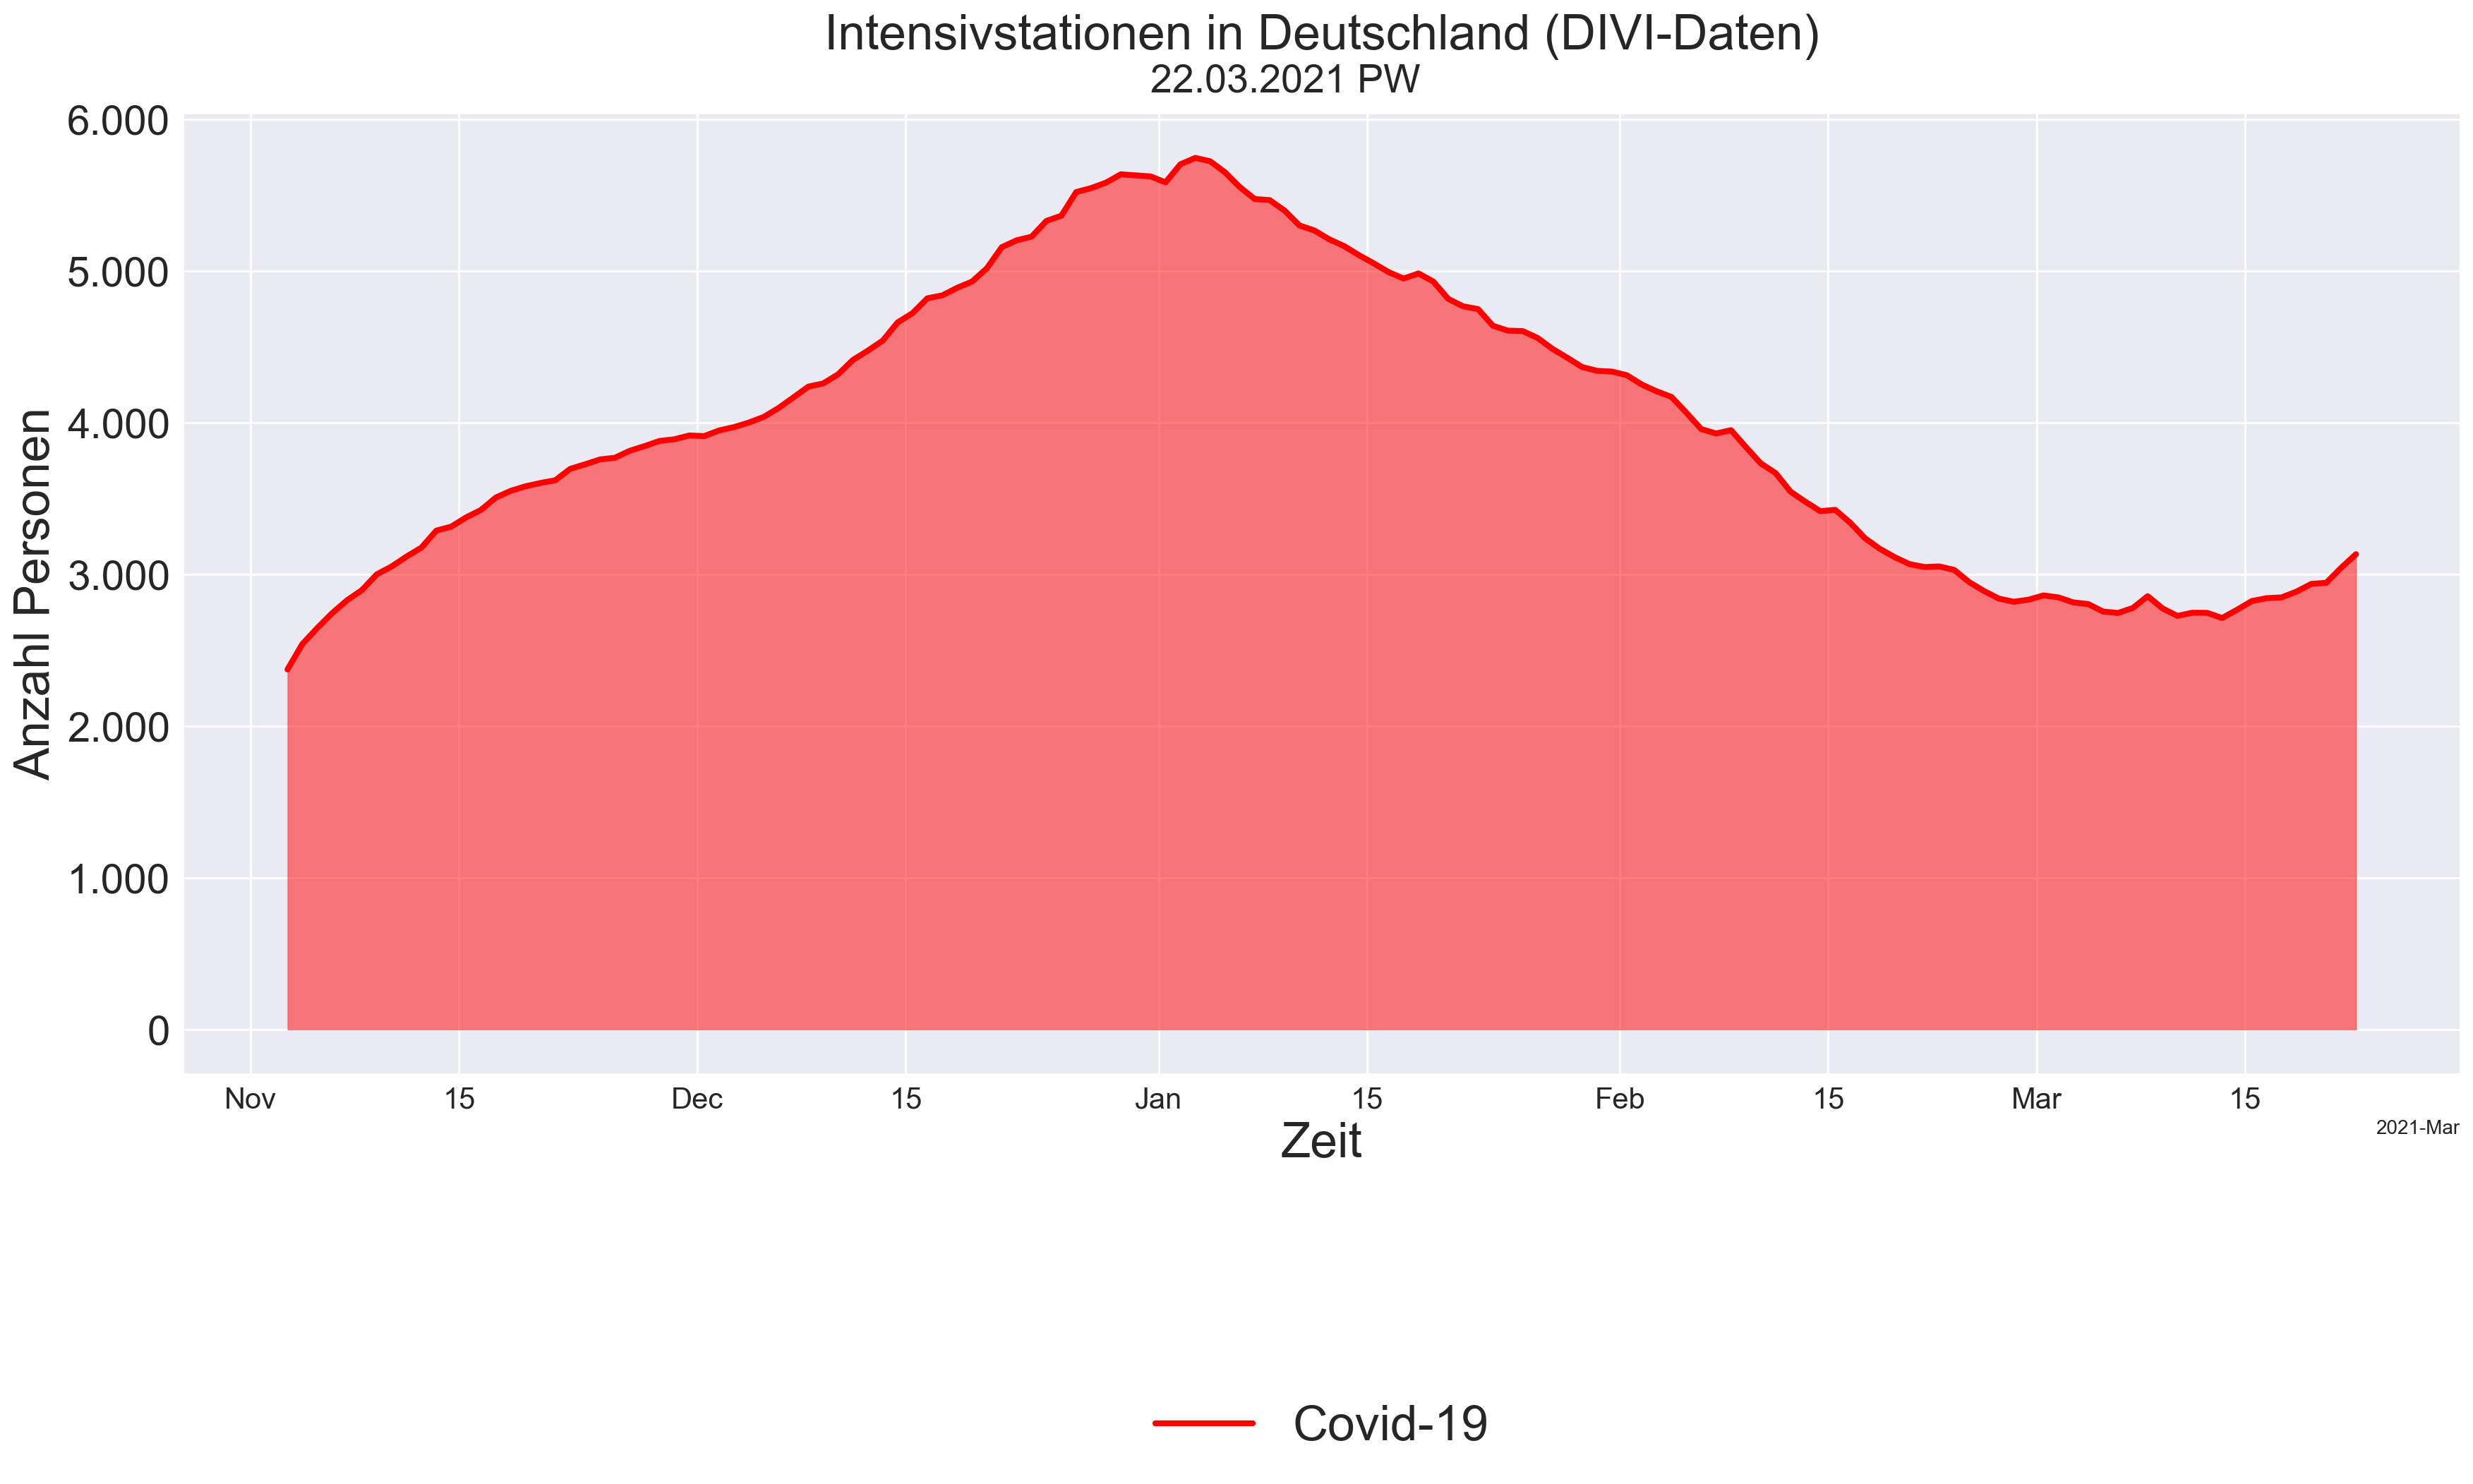 Intensivstationen in Deutschland (DIVI-Daten)
22.03.2021 PW
Anzahl Personen
6.000
5.000
4.000
3.000
2.000
1.000
0
Nov 15 Dec 15 Jan 15 Feb 15 Mar 15
2021-Mar
Zeit
Covid-19